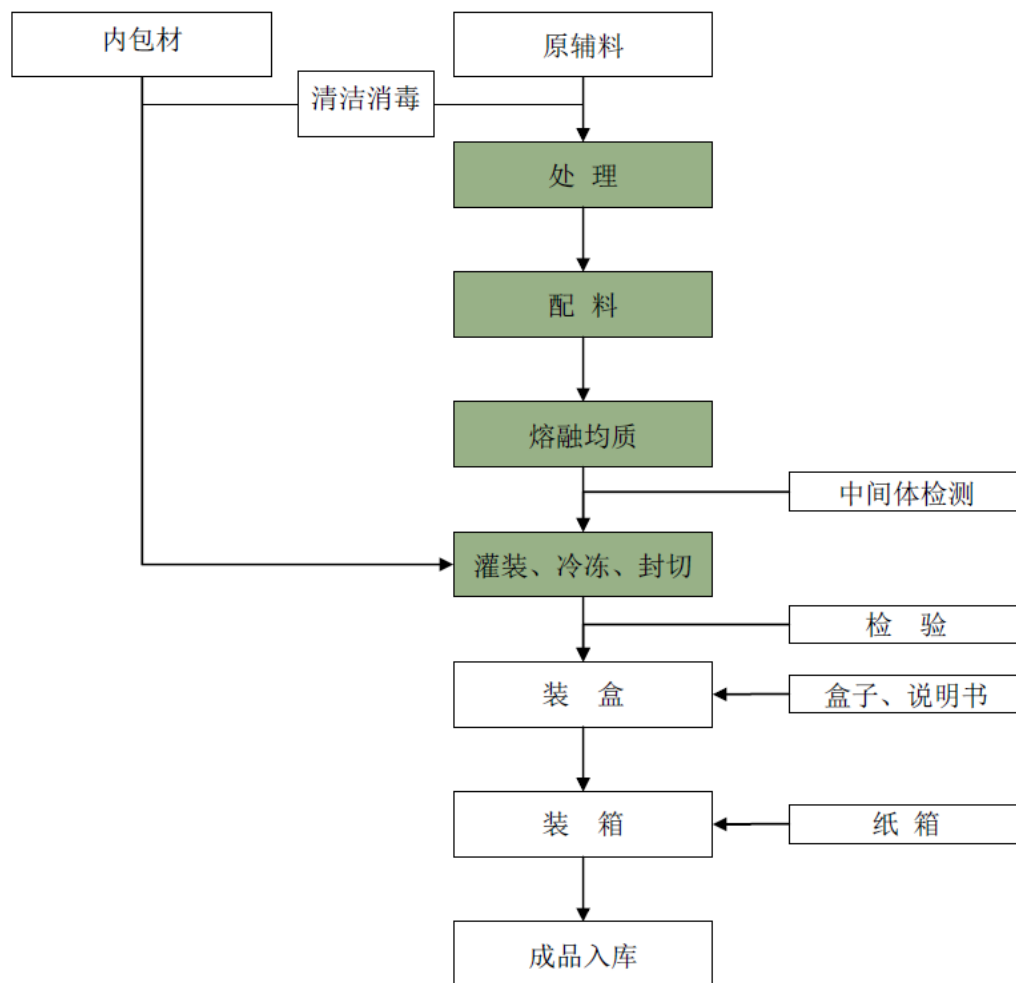 内包材
原辅料
清洁消毒
处 理
配 料
熔融均质
中间体检测
灌装、冷冻、封切
检 验
装 盒
盒子、说明书
装 箱
纸 箱
成品入库